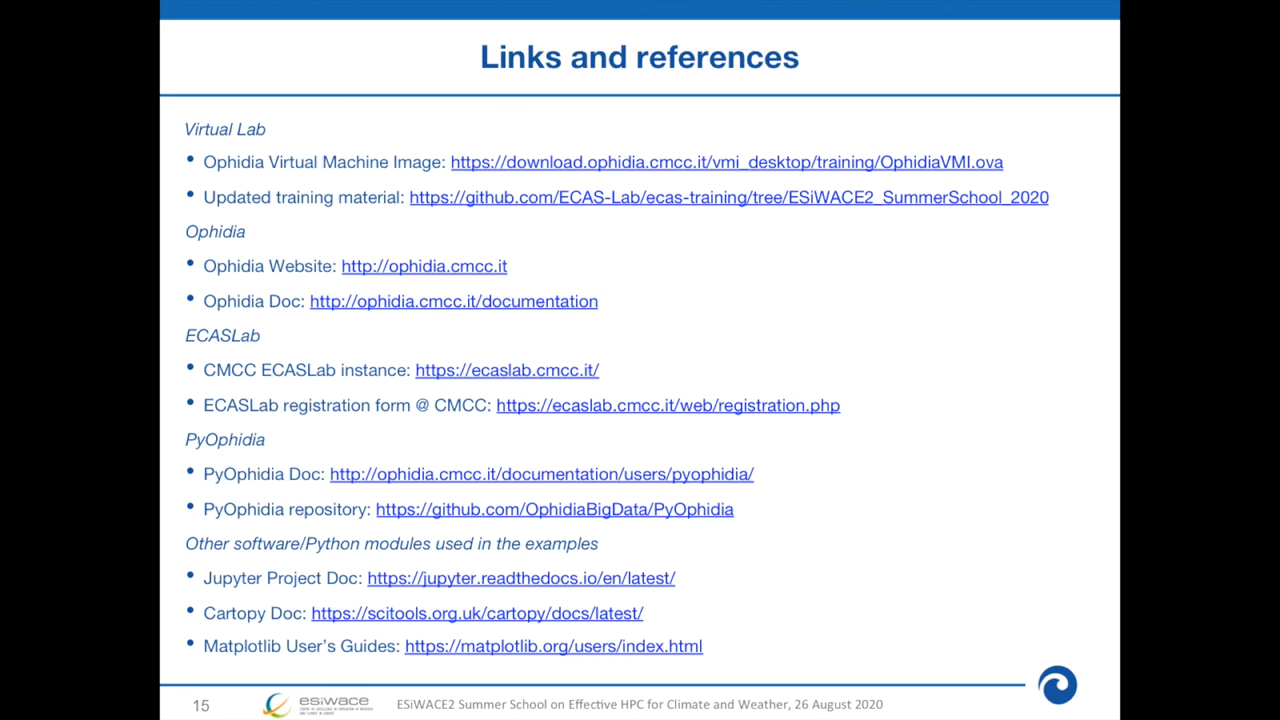 Links and references
Virtual Lab
• Ophidia Virtual Machine Image: https://download.ophidia.cmcc.it/vmi_desktop/training/OphidiaVMI.ova
• Updated training material: https://github.com/ECAS-Lab/ecas-training/tree/ESiWACE2_SummerSchool_2020
Ophidia
• Ophidia Website: http://ophidia.cmcc.it
• Ophidia Doc: http://ophidia.cmcc.it/documentation
ECASLab
• CMCC ECASLab instance: https://ecaslab.cmcc.it/
• ECASLab registration form @ CMCC: https://ecaslab.cmcc.it/web/registration.php
PyOphidia
• PyOphidia Doc: http://ophidia.cmcc.it/documentation/users/pyophidia/
• PyOphidia repository: https://github.com/OphidiaBigData/PyOphidia
Other software/Python modules used in the examples
• Jupyter Project Doc: https://jupyter.readthedocs.io/en/latest/
• Cartopy Doc: https://scitools.org.uk/cartopy/docs/latest/
• Matplotlib User’s Guides: https://matplotlib.org/users/index.html
15
esiwace
ESiWACE2 Summer School on Effective HPC for Climate and Weather, 26 August 2020